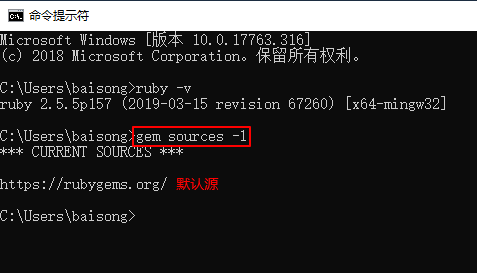 命令提示符
Microsoft Windows [版本 10.0.17763.316]
(c) 2018 Microsoft Corporation。保留所有权利。
C:\Users\baisong>ruby -v
ruby 2.5.5p157 (2019-03-15 revision 67260) [x64-mingw32]
C:\Users\baisong>gem sources -l
*** CURRENT SOURCES ***
https://rubygems.org/ 默认源
C:\Users\baisong>